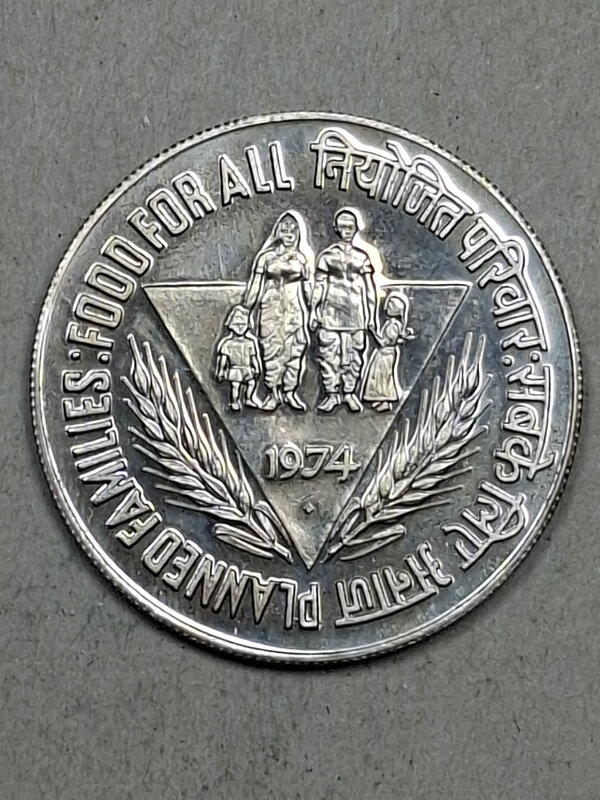 PLANNED FAMILIES: FOOD FOR ALL
नियोजित परिवार: सबके लिए अनाज
1974